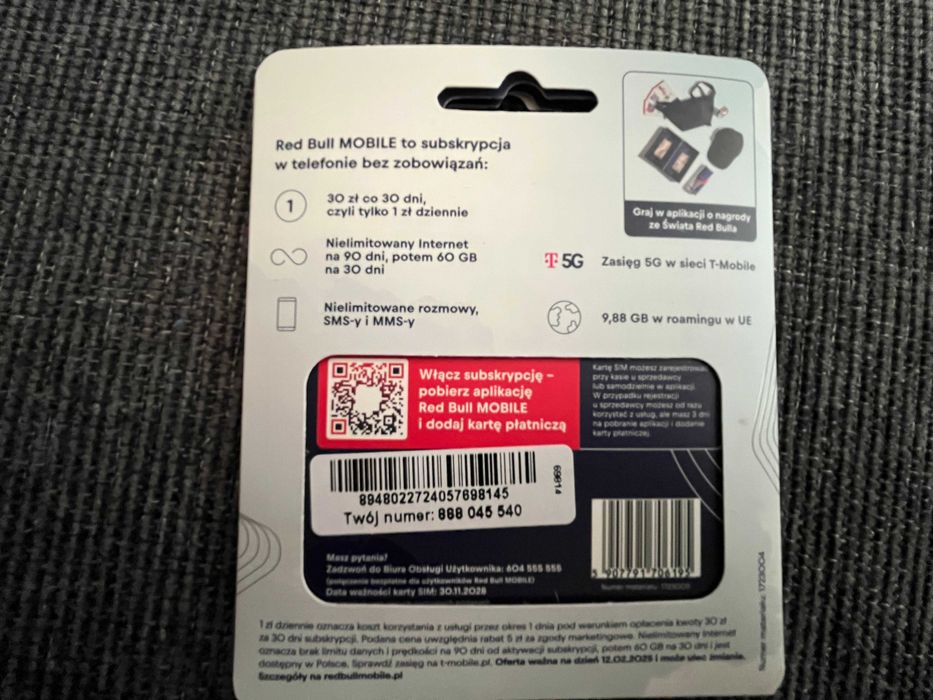 Red Bull MOBILE to subskrypcja
w telefonie bez zobowiązań:
1
30 zł co 30 dni,
czyli tylko 1 zł dziennie
Nielimitowany Internet
na 90 dni, potem 60 GB
na 30 dni
Nielimitowane rozmowy,
SMS-y i MMS-y
Graj w aplikacji o nagrody
ze Świata Red Bulla
T 5G
Zasięg 5G w sieci T-Mobile
9,88 GB w roamingu w UE
Włącz subskrypcję –
pobierz aplikację
Red Bull MOBILE
i dodaj kartę płatniczą
Kartę SIM możesz zarejestrować
przy kasie u sprzedawcy
lub samodzielnie w aplikacji.
W przypadku rejestracji
u sprzedawcy możesz od razu
korzystać z usług, ale masz 3 dni
na pobranie aplikacji i dodanie
karty płatniczej.
8948022724057698145
69814
Twój numer: 888 045 540
Masz pytania?
Zadzwoń do Biura Obsługi Użytkownika: 604 555 555
(połączenie bezpłatne dla użytkowników Red Bull MOBILE)
Data ważności karty SIM: 30.11.2028
5 907791 706195
Numer materiału: 1723004
Numer materiału: 1723004
1 zł dziennie oznacza koszt korzystania z usługi przez okres 1 dnia pod warunkiem opłacenia kwoty 30 zł
za 30 dni subskrypcji. Podana cena uwzględnia rabat 5 zł za zgody marketingowe. Nielimitowany Internet
oznacza brak limitu danych i prędkości na 90 dni od aktywacji subskrypcji, potem 60 GB na 30 dni i jest
dostępny w Polsce. Sprawdź zasięg na t-mobile.pl. Oferta ważna na dzień 12.02.2025 i może ulec zmianie.
Szczegóły na redbullmobile.pl